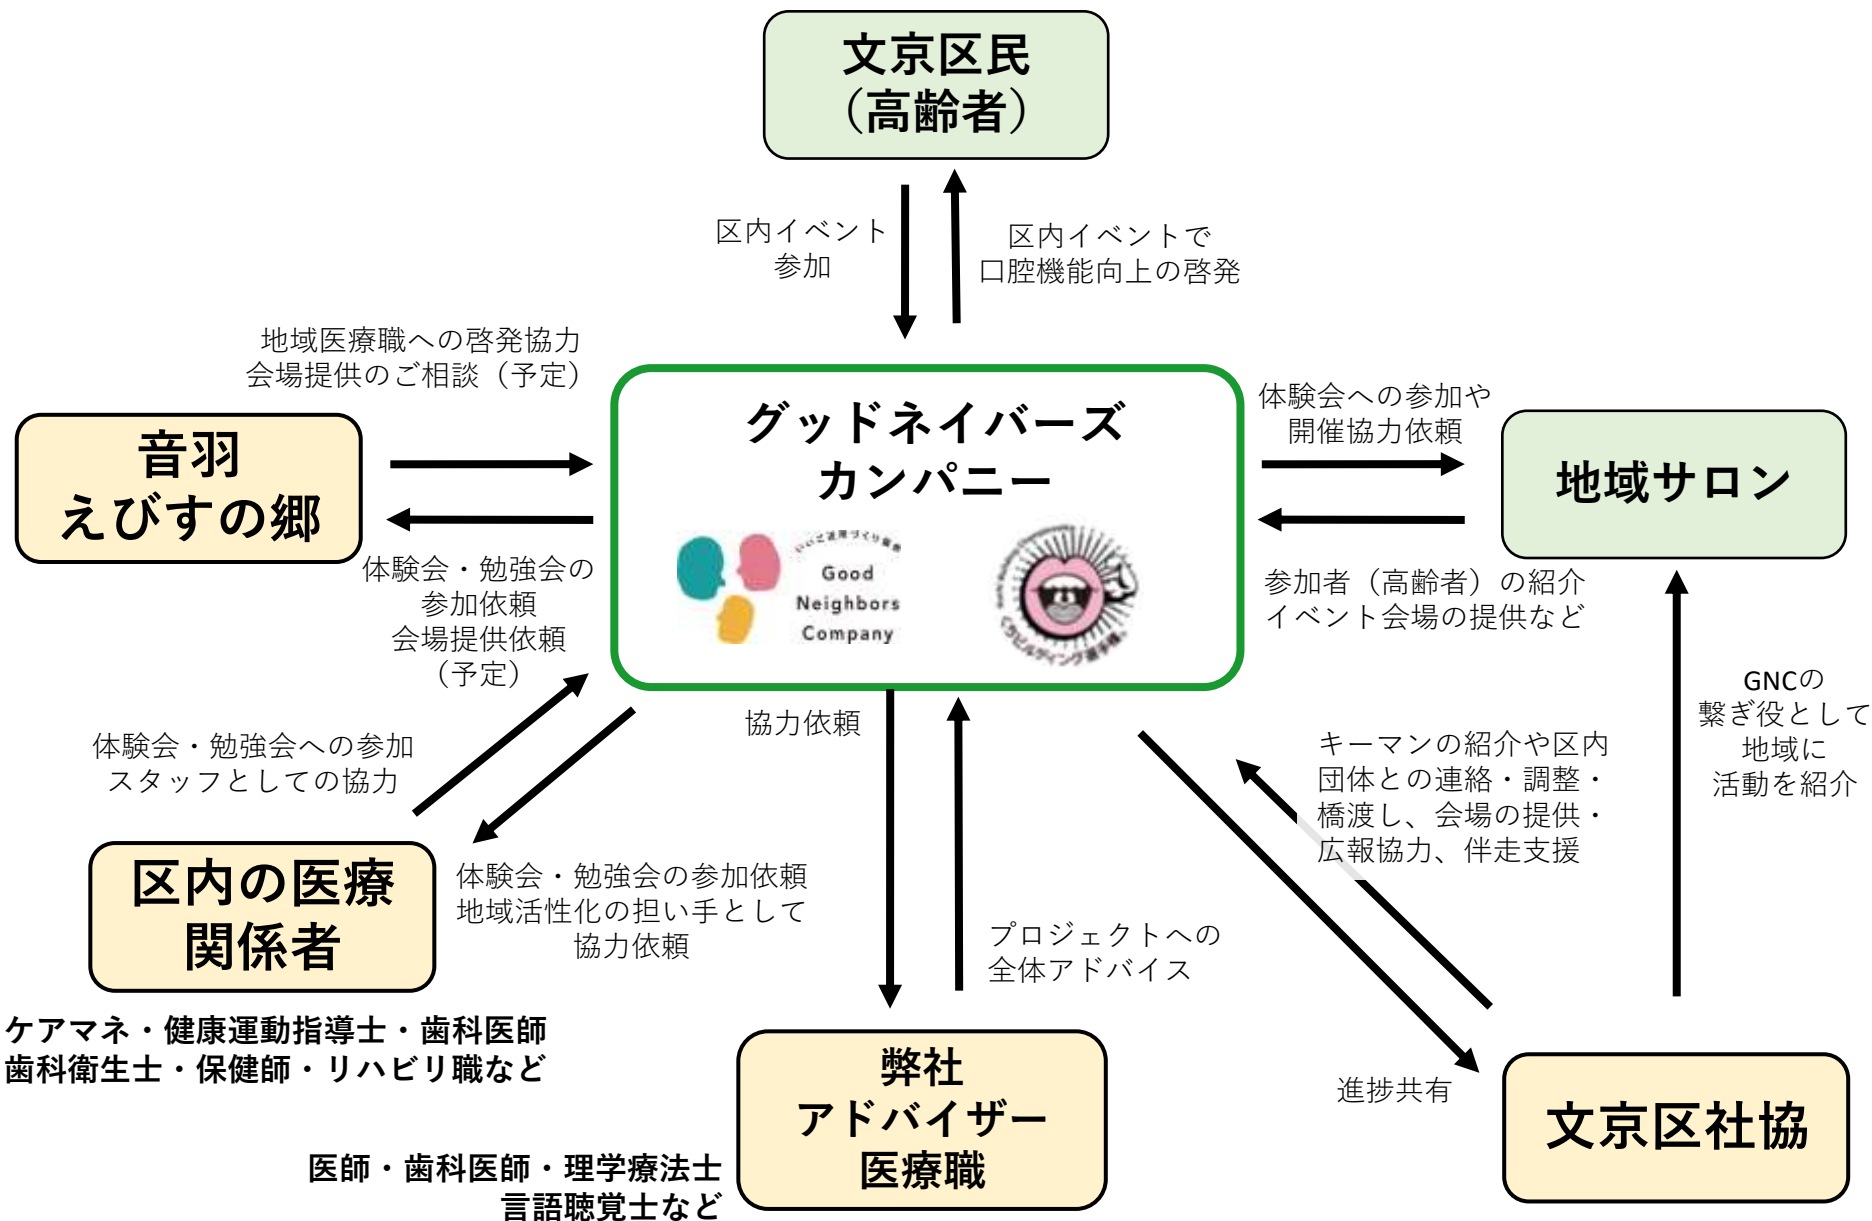 文京区民
（高齢者）
区内イベント
参加
区内イベントで
口腔機能向上の啓発
地域医療職への啓発協力
会場提供のご相談（予定）
音羽
えびすの郷
体験会・勉強会の
参加依頼
会場提供依頼
（予定）
グッドネイバーズ
カンパニー
Good
Neighbors
Company
くちビルディング選手権。
体験会への参加や
開催協力依頼
地域サロン
参加者（高齢者）の紹介
イベント会場の提供など
GNCの
繋ぎ役として
地域に
活動を紹介
協力依頼
キーマンの紹介や区内
団体との連絡・調整・
橋渡し、会場の提供・
広報協力、伴走支援
体験会・勉強会への参加
スタッフとしての協力
区内の医療
関係者
体験会・勉強会の参加依頼
地域活性化の担い手として
協力依頼
プロジェクトへの
全体アドバイス
ケアマネ・健康運動指導士・歯科医師
歯科衛生士・保健師・リハビリ職など
弊社
アドバイザー
医療職
医師・歯科医師・理学療法士
言語聴覚士など
進捗共有
文京区社協